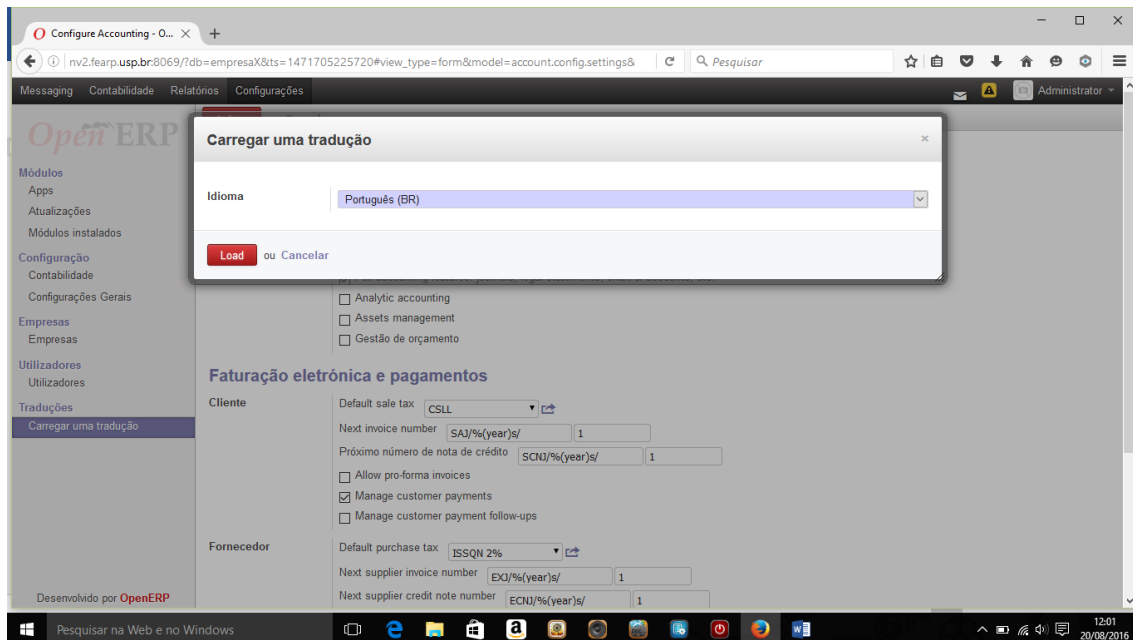 Configure Accounting - O...
nv2.fearp.usp.br:8069/?db=empresaX&ts=1471705225720#view_type=form&model=account.config.settings&
Pesquisar
Messaging Contabilidade Relatórios Configurações
Administrator
Open ERP
Carregar uma tradução
Módulos
Apps
Atualizações
Módulos instalados
Configuração
Contabilidade
Configurações Gerais
Empresas
Empresas
Utilizadores
Utilizadores
Traduções
Carregar uma tradução
Desenvolvido por OpenERP
Idioma
Português (BR)
Load ou Cancelar
Analytic accounting
Assets management
Gestão de orçamento
Faturação eletrónica e pagamentos
Cliente
Default sale tax CSLL
Next invoice number SAJ/%(year)s/ 1
Próximo número de nota de crédito SCNJ/%(year)s/ 1
Allow pro-forma invoices
Manage customer payments
Manage customer payment follow-ups
Fornecedor
Default purchase tax ISSQN 2%
Next supplier invoice number EXJ/%(year)s/ 1
Next supplier credit note number ECNJ/%(year)s/ 1
Pesquisar na Web e no Windows
12:01
20/08/2016